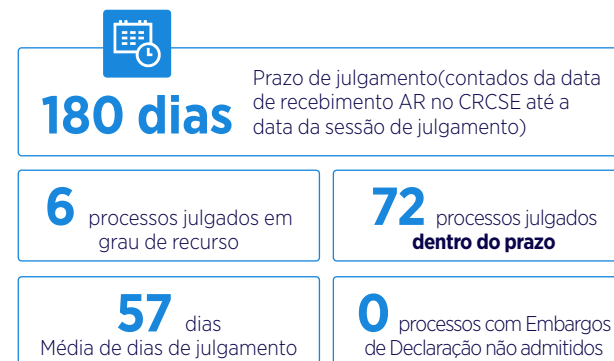 180 dias
Prazo de julgamento(contados da data
de recebimento AR no CRCSE até a
data da sessão de julgamento)
6 processos julgados em
grau de recurso
72 processos julgados
dentro do prazo
57 dias
Média de dias de julgamento
0 processos com Embargos
de Declaração não admitidos